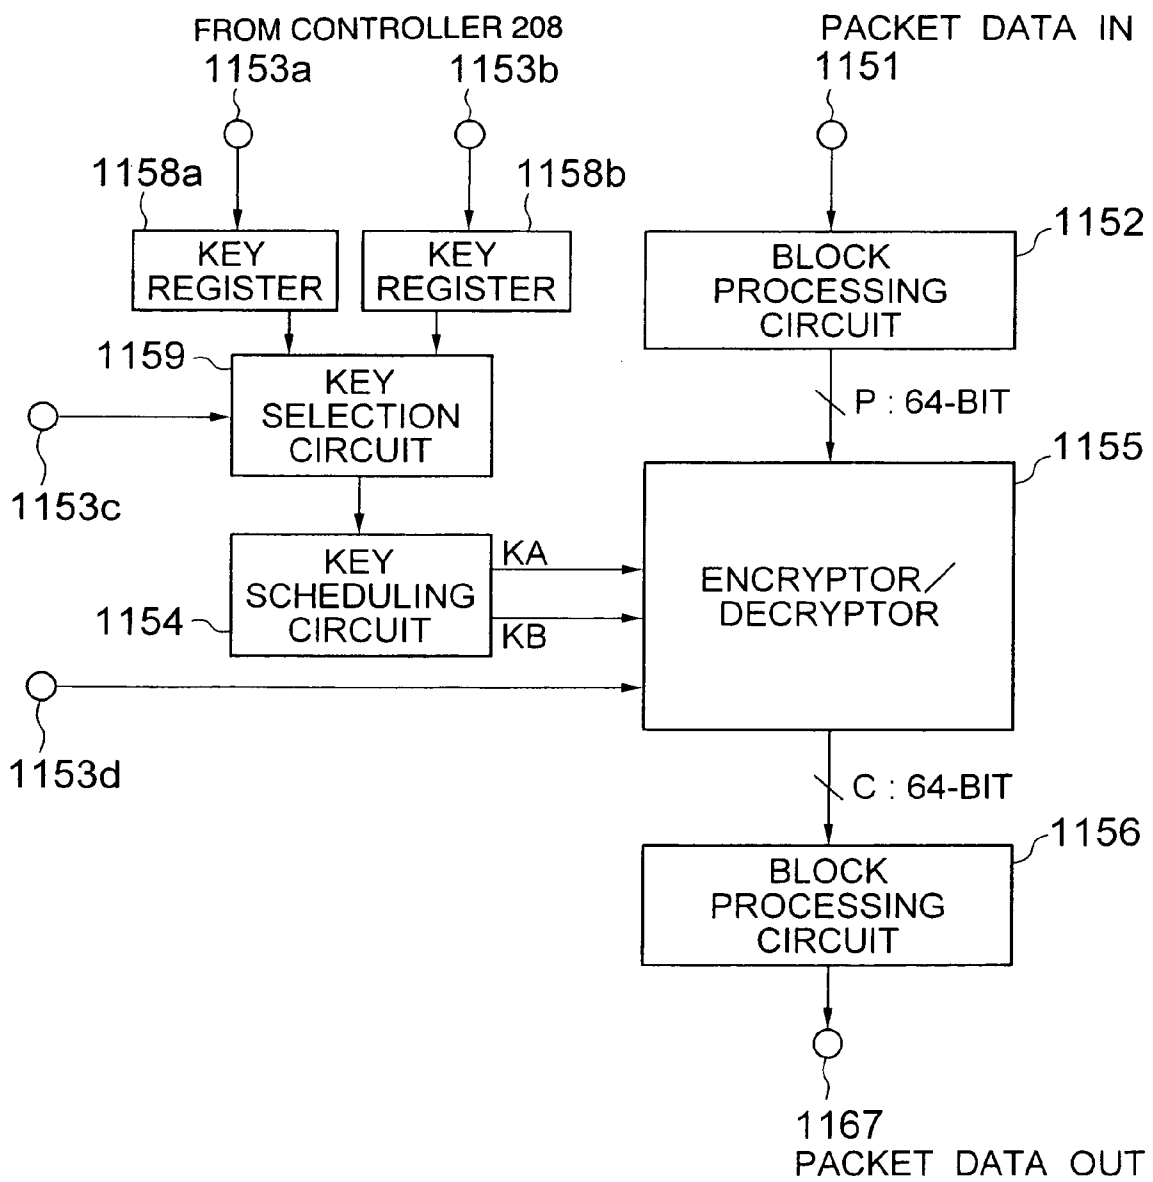 FROM CONTROLLER 208
1153a
1153b
PACKET DATA IN
1151
1158a
1158b
KEY
REGISTER
KEY
REGISTER
1152
BLOCK
PROCESSING
CIRCUIT
1159
KEY
SELECTION
CIRCUIT
1153c
P : 64-BIT
1155
ENCRYPTOR/
DECRYPTOR
KEY
SCHEDULING
CIRCUIT
1154
KA
KB
1153d
C : 64-BIT
1156
BLOCK
PROCESSING
CIRCUIT
1167
PACKET DATA OUT